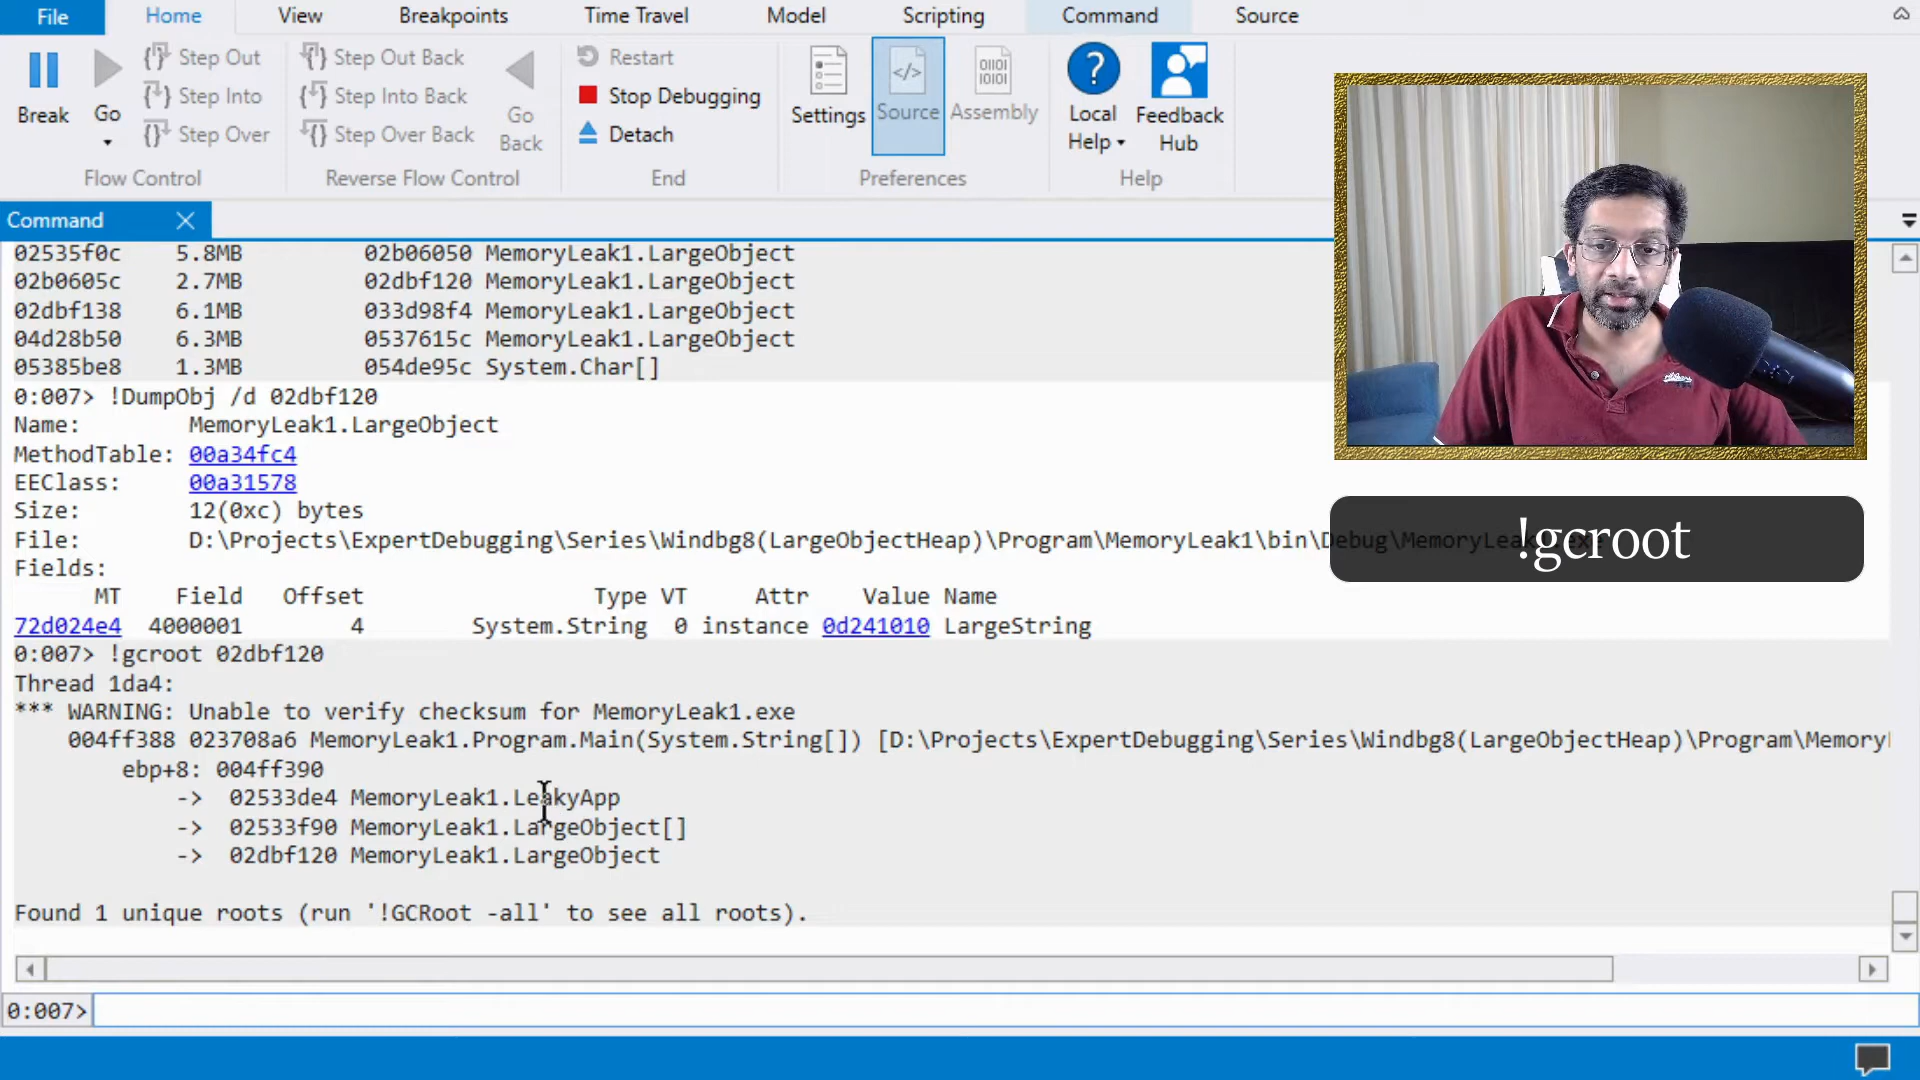 File Home View Breakpoints Time Travel Model Scripting Command Source
Break
Go
Step Out
Step Into
Step Over
Flow Control
Step Out Back
Step Into Back
Step Over Back
Go
Back
Reverse Flow Control
Restart
Stop Debugging
Detach
End
Settings
Source
Assembly
Preferences
Local
Help
Feedback
Hub
Help
Command
02535f0c 5.8MB 02b06050 MemoryLeak1.LargeObject
02b0605c 2.7MB 02dbf120 MemoryLeak1.LargeObject
02dbf138 6.1MB 033d98f4 MemoryLeak1.LargeObject
04d28b50 6.3MB 0537615c MemoryLeak1.LargeObject
05385be8 1.3MB 054de95c System.Char[]
0:007> !DumpObj /d 02dbf120
Name: MemoryLeak1.LargeObject
MethodTable: 00a34fc4
EEClass: 00a31578
Size: 12(0xc) bytes
File: D:\Projects\ExpertDebugging\Series\Windbg8(LargeObjectHeap)\Program\MemoryLeak1\bin\Debug\MemoryLeak1.exe
!gcroot
Fields:
MT Field Offset Type VT Attr Value Name
72d024e4 4000001 4 System.String 0 instance 0d241010 LargeString
0:007> !gcroot 02dbf120
Thread 1da4:
*** WARNING: Unable to verify checksum for MemoryLeak1.exe
004ff388 023708a6 MemoryLeak1.Program.Main(System.String[]) [D:\Projects\ExpertDebugging\Series\Windbg8(LargeObjectHeap)\Program\Memoryl
ebp+8: 004ff390
-> 02533de4 MemoryLeak1.LeakyApp
-> 02533f90 MemoryLeak1.LargeObject[]
-> 02dbf120 MemoryLeak1.LargeObject
Found 1 unique roots (run '!GCRoot -all' to see all roots).
0:007>